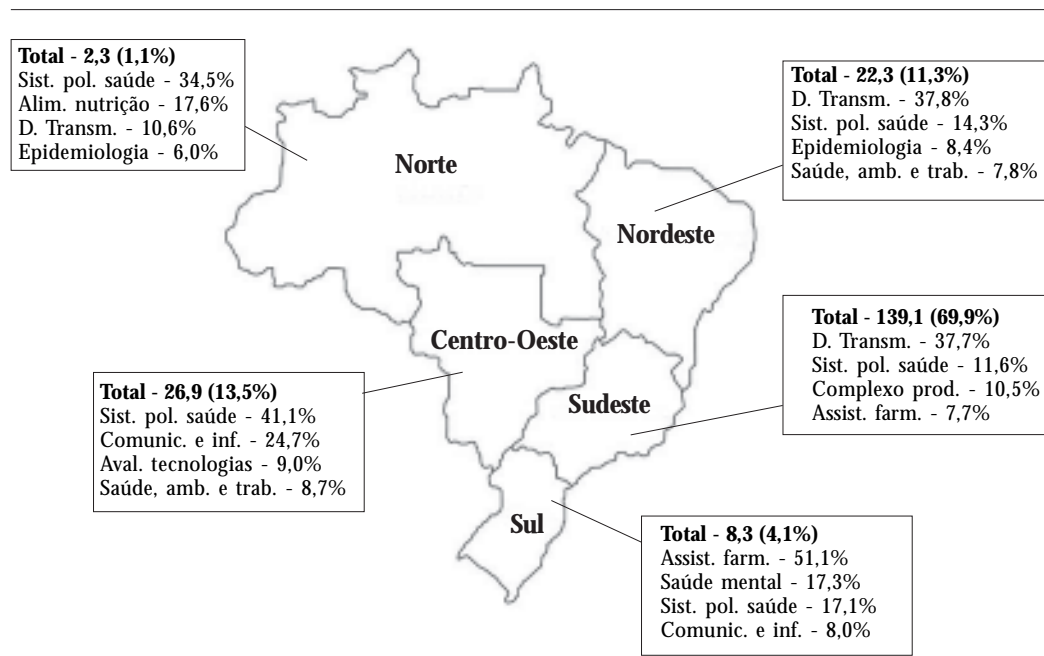 Total - 2,3 (1,1%)
Sist. pol. saúde - 34,5%
Alim. nutrição - 17,6%
D. Transm. - 10,6%
Epidemiologia - 6,0%
Total - 22,3 (11,3%)
D. Transm. - 37,8%
Sist. pol. saúde - 14,3%
Epidemiologia - 8,4%
Saúde, amb. e trab. - 7,8%
Norte
Nordeste
Total - 139,1 (69,9%)
D. Transm. - 37,7%
Sist. pol. saúde - 11,6%
Complexo prod. - 10,5%
Assist. farm. - 7,7%
Centro-Oeste
Total - 26,9 (13,5%)
Sist. pol. saúde - 41,1%
Comunic. e inf. - 24,7%
Aval. tecnologias - 9,0%
Saúde, amb. e trab. - 8,7%
Sudeste
Sul
Total - 8,3 (4,1%)
Assist. farm. - 51,1%
Saúde mental - 17,3%
Sist. pol. saúde - 17,1%
Comunic. e inf. - 8,0%